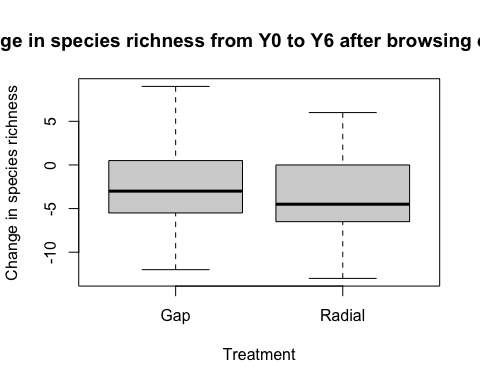 ge in species richness from Y0 to Y6 after browsing
Change in species richness
5
0
-5
-10
Gap Radial
Treatment